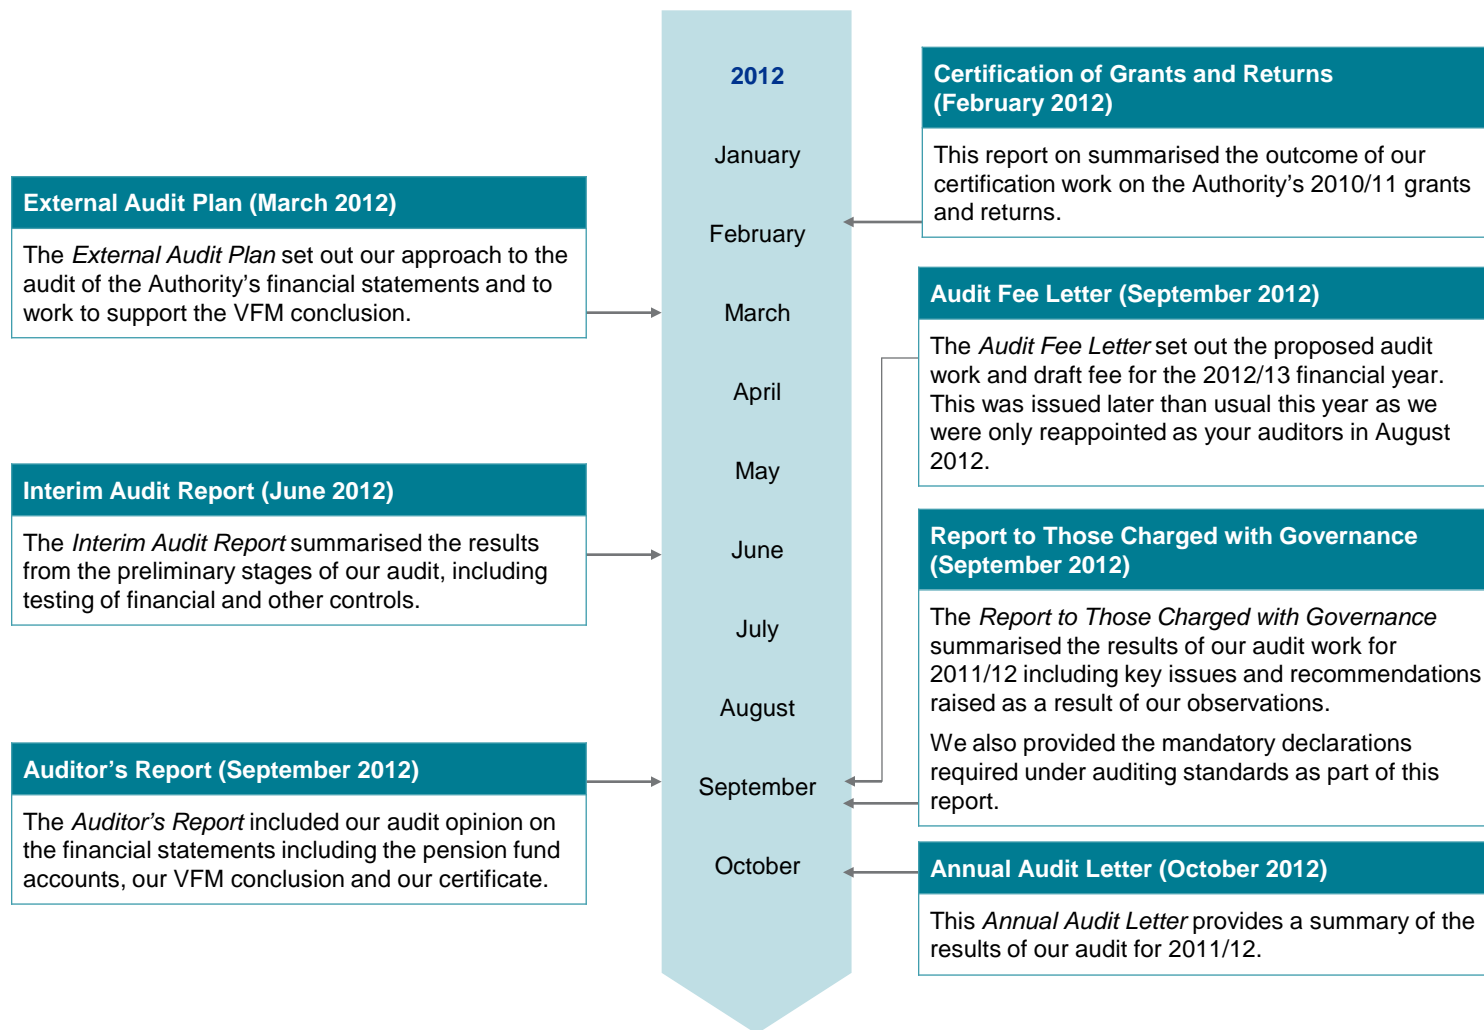 2012
January
February
March
April
May
June
July
August
September
October
External Audit Plan (March 2012)
The External Audit Plan set out our approach to the
audit of the Authority’s financial statements and to
work to support the VFM conclusion.
Interim Audit Report (June 2012)
The Interim Audit Report summarised the results
from the preliminary stages of our audit, including
testing of financial and other controls.
Auditor’s Report (September 2012)
The Auditor’s Report included our audit opinion on
the financial statements including the pension fund
accounts, our VFM conclusion and our certificate.
Certification of Grants and Returns
(February 2012)
This report on summarised the outcome of our
certification work on the Authority’s 2010/11 grants
and returns.
Audit Fee Letter (September 2012)
The Audit Fee Letter set out the proposed audit
work and draft fee for the 2012/13 financial year.
This was issued later than usual this year as we
were only reappointed as your auditors in August
2012.
Report to Those Charged with Governance
(September 2012)
The Report to Those Charged with Governance
summarised the results of our audit work for
2011/12 including key issues and recommendations
raised as a result of our observations.
We also provided the mandatory declarations
required under auditing standards as part of this
report.
Annual Audit Letter (October 2012)
This Annual Audit Letter provides a summary of the
results of our audit for 2011/12.